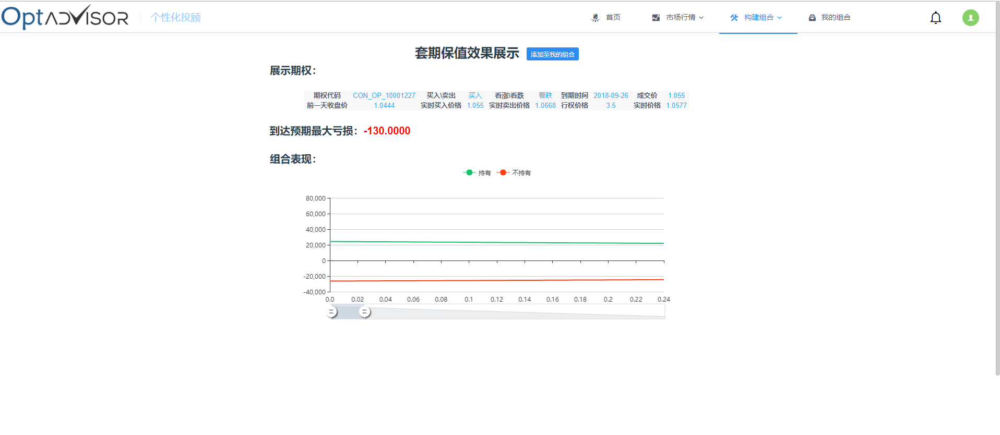 OptADVISOR 个性化投顾 首页 市场行情 构建组合 我的组合
套期保值效果展示 添加至我的组合
展示期权：
期权代码 CON_OP_10001227 买入\卖出 买入 看涨\看跌 看跌 到期时间 2018-09-26 成交价 1.055
前一天收盘价 1.0444 实时买入价格 1.055 实时卖出价格 1.0668 行权价格 3.5 实时价格 1.0577
到达预期最大亏损：-130.0000
组合表现：
持有 不持有
80,000
60,000
40,000
20,000
0
-20,000
-40,000
0.0 0.02 0.04 0.06 0.08 0.1 0.12 0.14 0.16 0.18 0.2 0.22 0.24